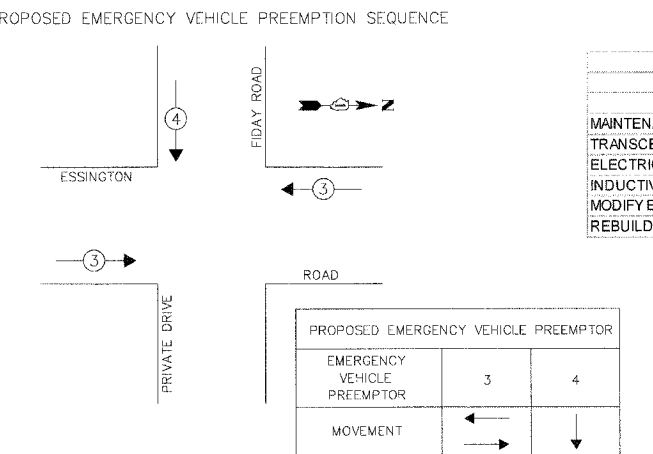 ROPOSED EMERGENCY VEHICLE PREEMPTION SEQUENCE
FIDAY ROAD
4
Z
ESSINGTON
3
3
ROAD
PRIVATE DRIVE
MAINTEN
TRANSCE
ELECTRI
INDUCTIV
MODIFY E
REBUILD
PROPOSED EMERGENCY VEHICLE PREEMPTOR
EMERGENCY
VEHICLE
PREEMPTOR
3
4
MOVEMENT